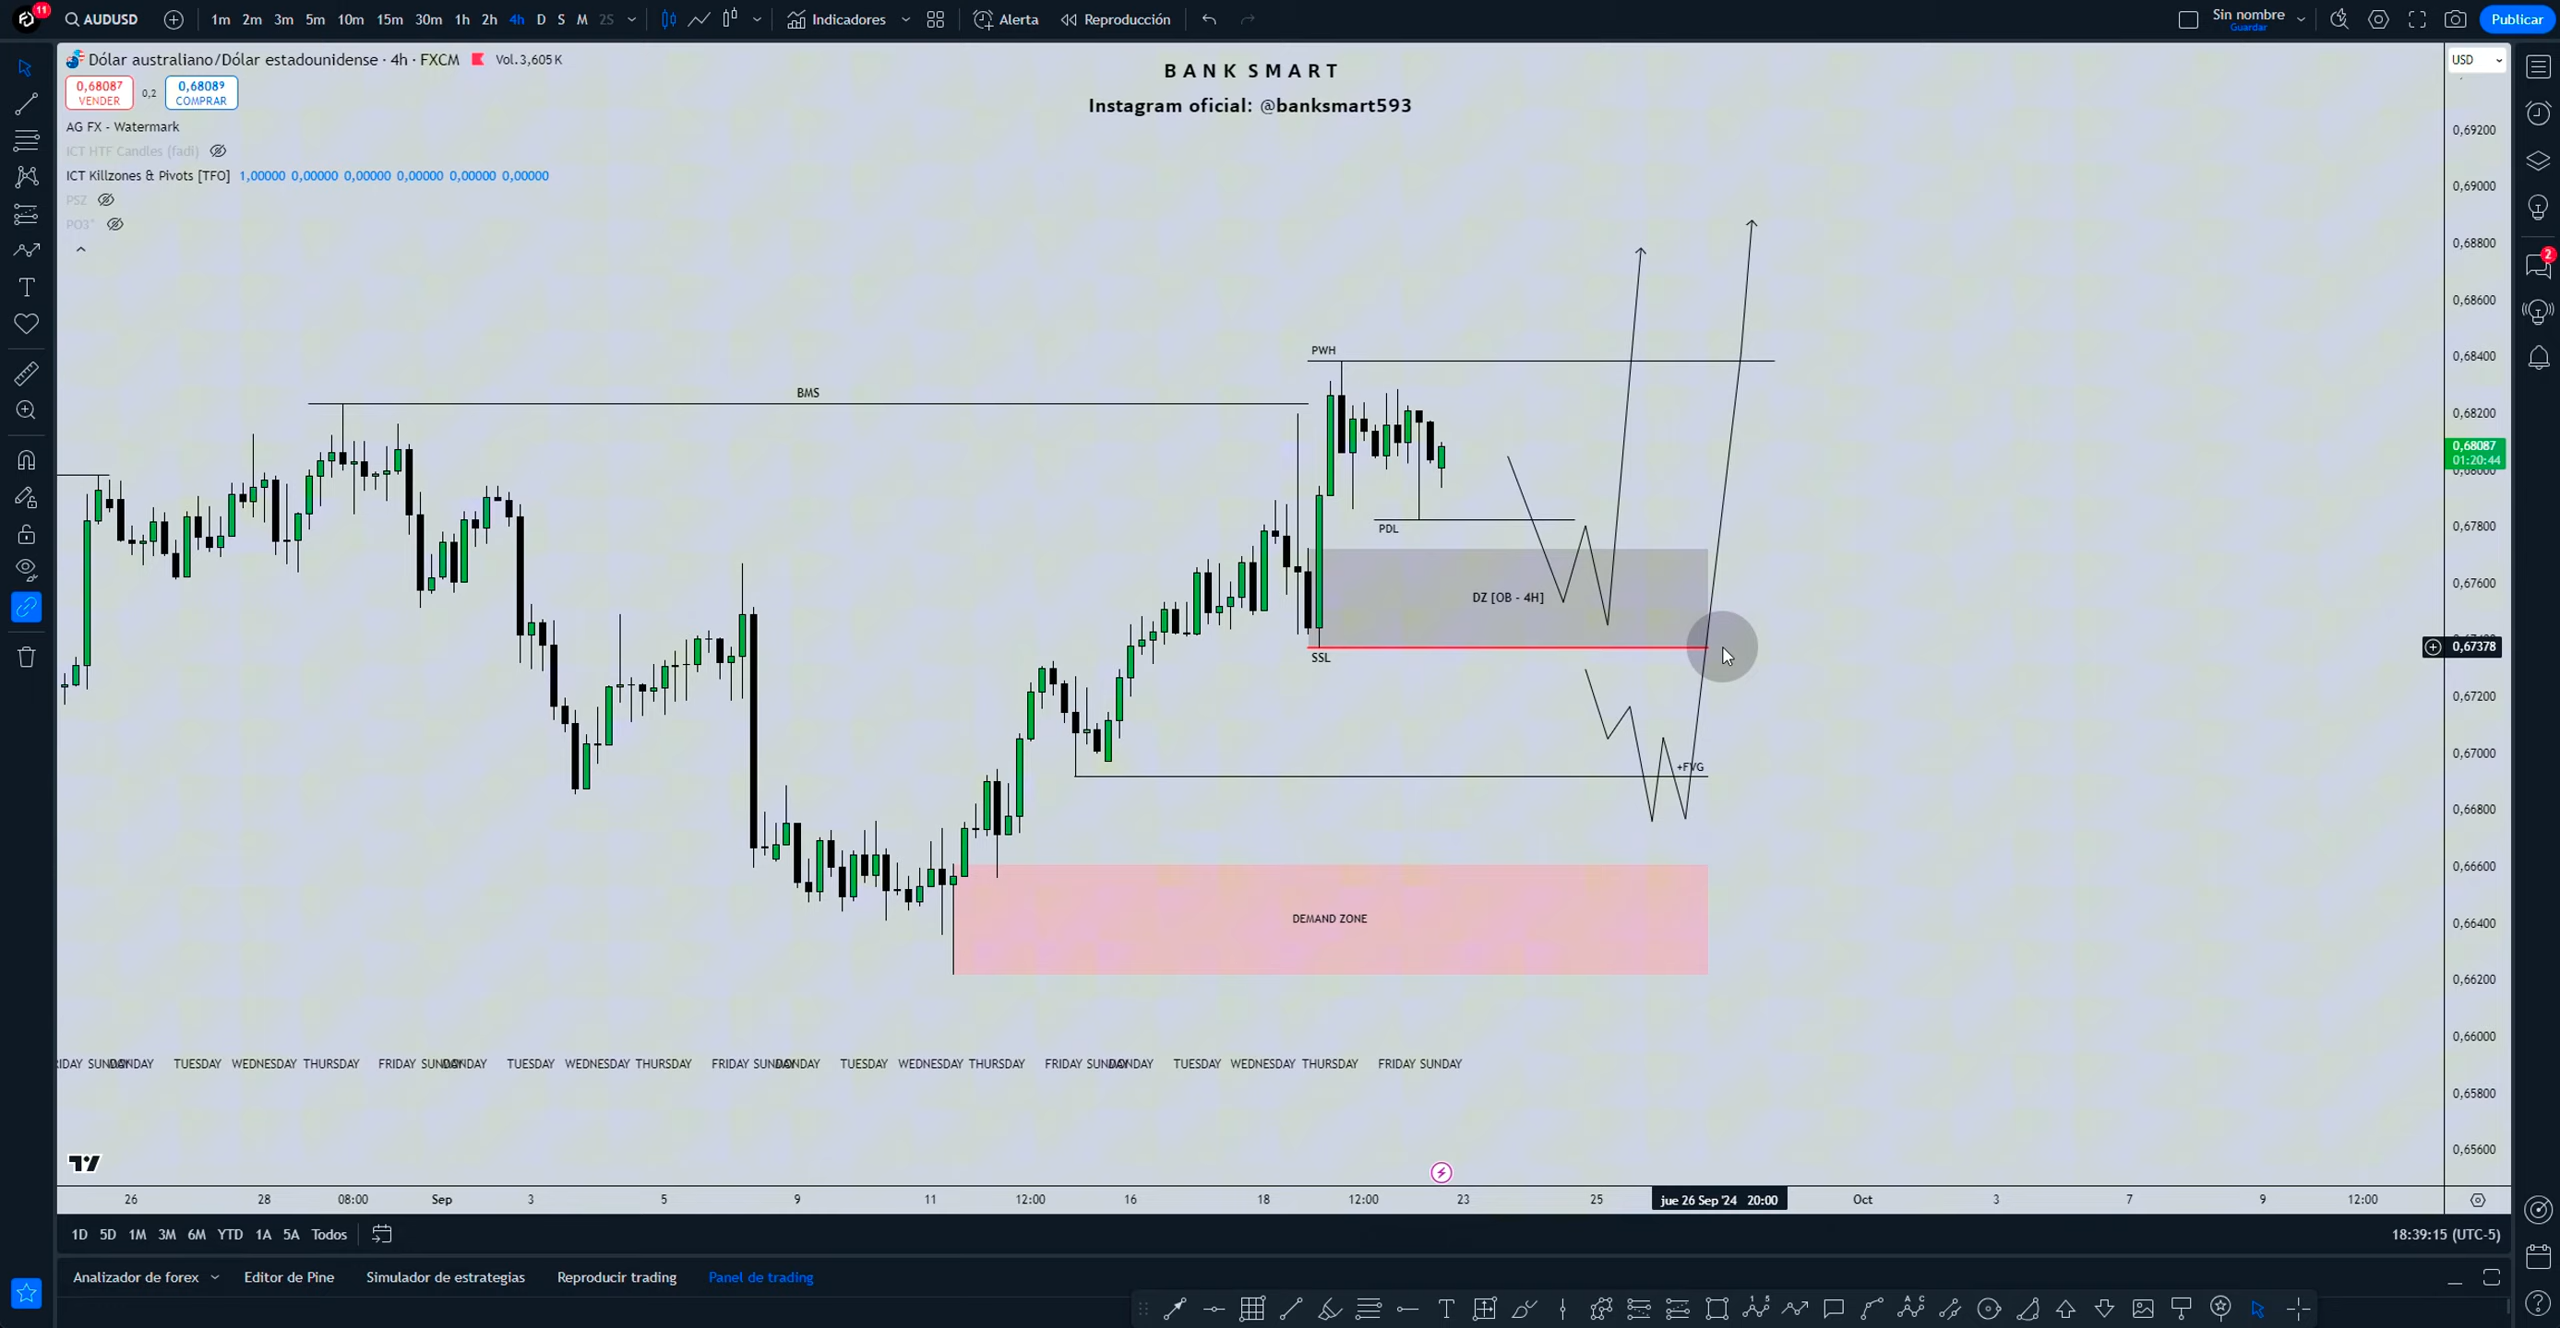 11 AUDUSD 1m 2m 3m 5m 10m 15m 30m 1h 2h 4h D S M 2S Indicadores Alerta Reproducción Sin nombre Guardar Publicar
Dólar australiano/Dólar estadounidense · 4h · FXCM Vol.3,605 K
0,68087 VENDER 0,2 0,68089 COMPRAR
AG FX - Watermark
ICT HTF Candles (fadi)
ICT Killzones & Pivots [TFO] 1,00000 0,00000 0,00000 0,00000 0,00000 0,00000
PSZ
PO3*
BANK SMART
Instagram oficial: @banksmart593
USD
0,69200
0,69000
0,68800
2
0,68600
PWH
0,68400
BMS
0,68200
0,68087
01:20:44
0,68000
PDL
0,67800
0,67600
DZ [OB - 4H]
0,67378
SSL
0,67200
0,67000
+FVG
0,66800
0,66600
DEMAND ZONE
0,66400
0,66200
0,66000
TUESDAY WEDNESDAY THURSDAY FRIDAY TUESDAY WEDNESDAY THURSDAY FRIDAY TUESDAY WEDNESDAY THURSDAY FRIDAY TUESDAY WEDNESDAY THURSDAY FRIDAY SUNDAY
0,65800
0,65600
26 28 08:00 Sep 3 5 9 11 12:00 16 18 12:00 23 25 jue 26 Sep '24 20:00 Oct 3 7 9 12:00
1D 5D 1M 3M 6M YTD 1A 5A Todos 18:39:15 (UTC-5)
Analizador de forex Editor de Pine Simulador de estrategias Reproducir trading Panel de trading